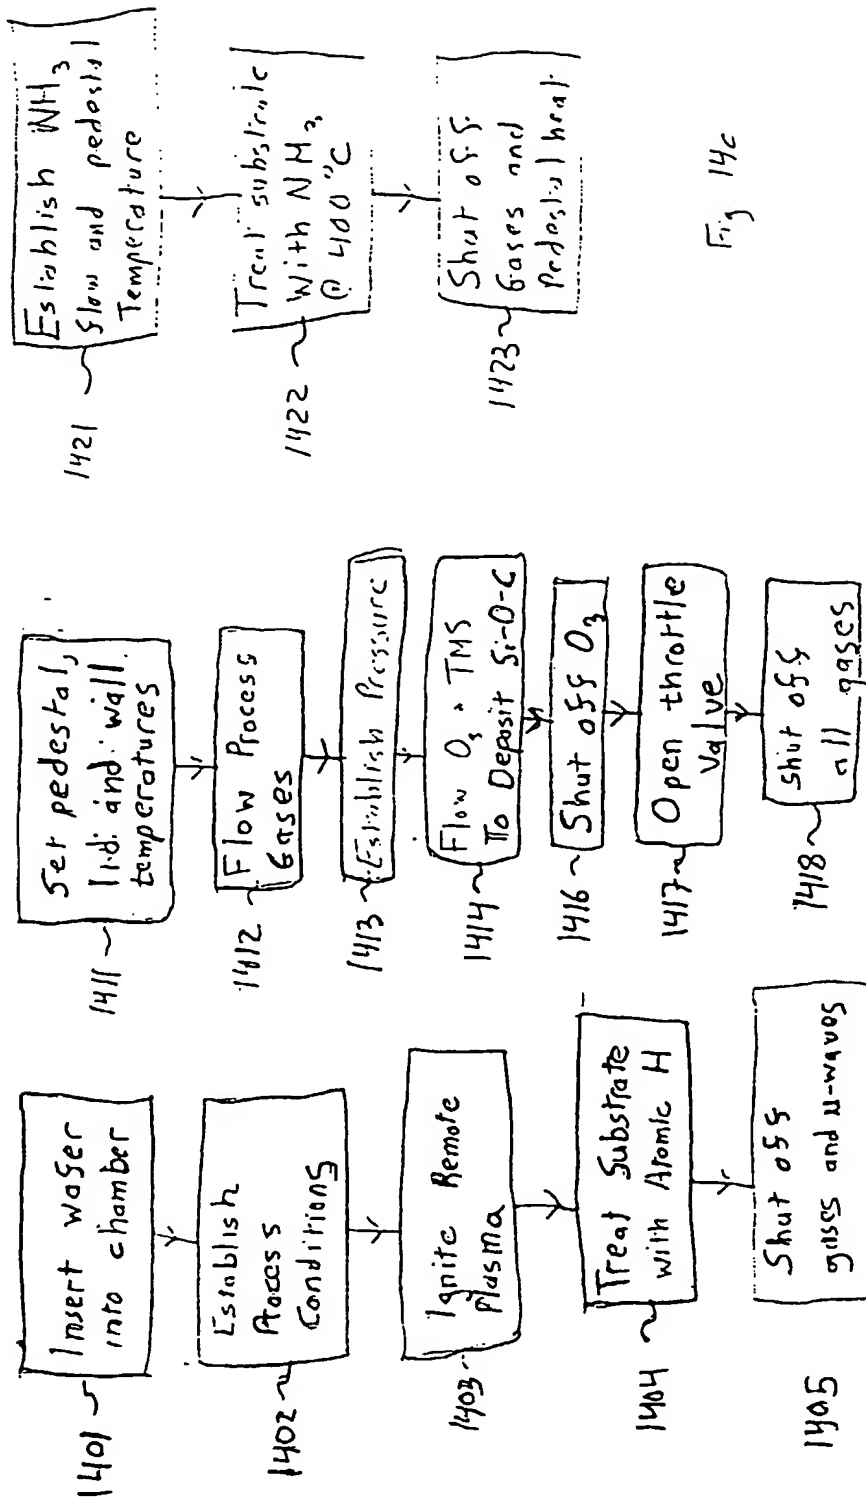 1401
Insert wafer
into chamber
1402
Establish
Process
Conditions
1403
Ignite Remote
Plasma
1404
Treat Substrate
with Atomic H
1405
Shut off
gases and u-waves
1411
Set pedestal,
lid and wall
temperatures
1412
Flow Process
Gases
1413
Establish Pressure
1414
Flow O3 + TMS
To Deposit Si-O-C
1416
Shut off O3
1417
Open throttle
Valve
1418
Shut off
all gases
1421
Establish NH3
flow and pedestal
Temperature
1422
Treat substrate
With NH3
@ 400 °C
1423
Shut off
Gases and
Pedestal heat
Fig 14c